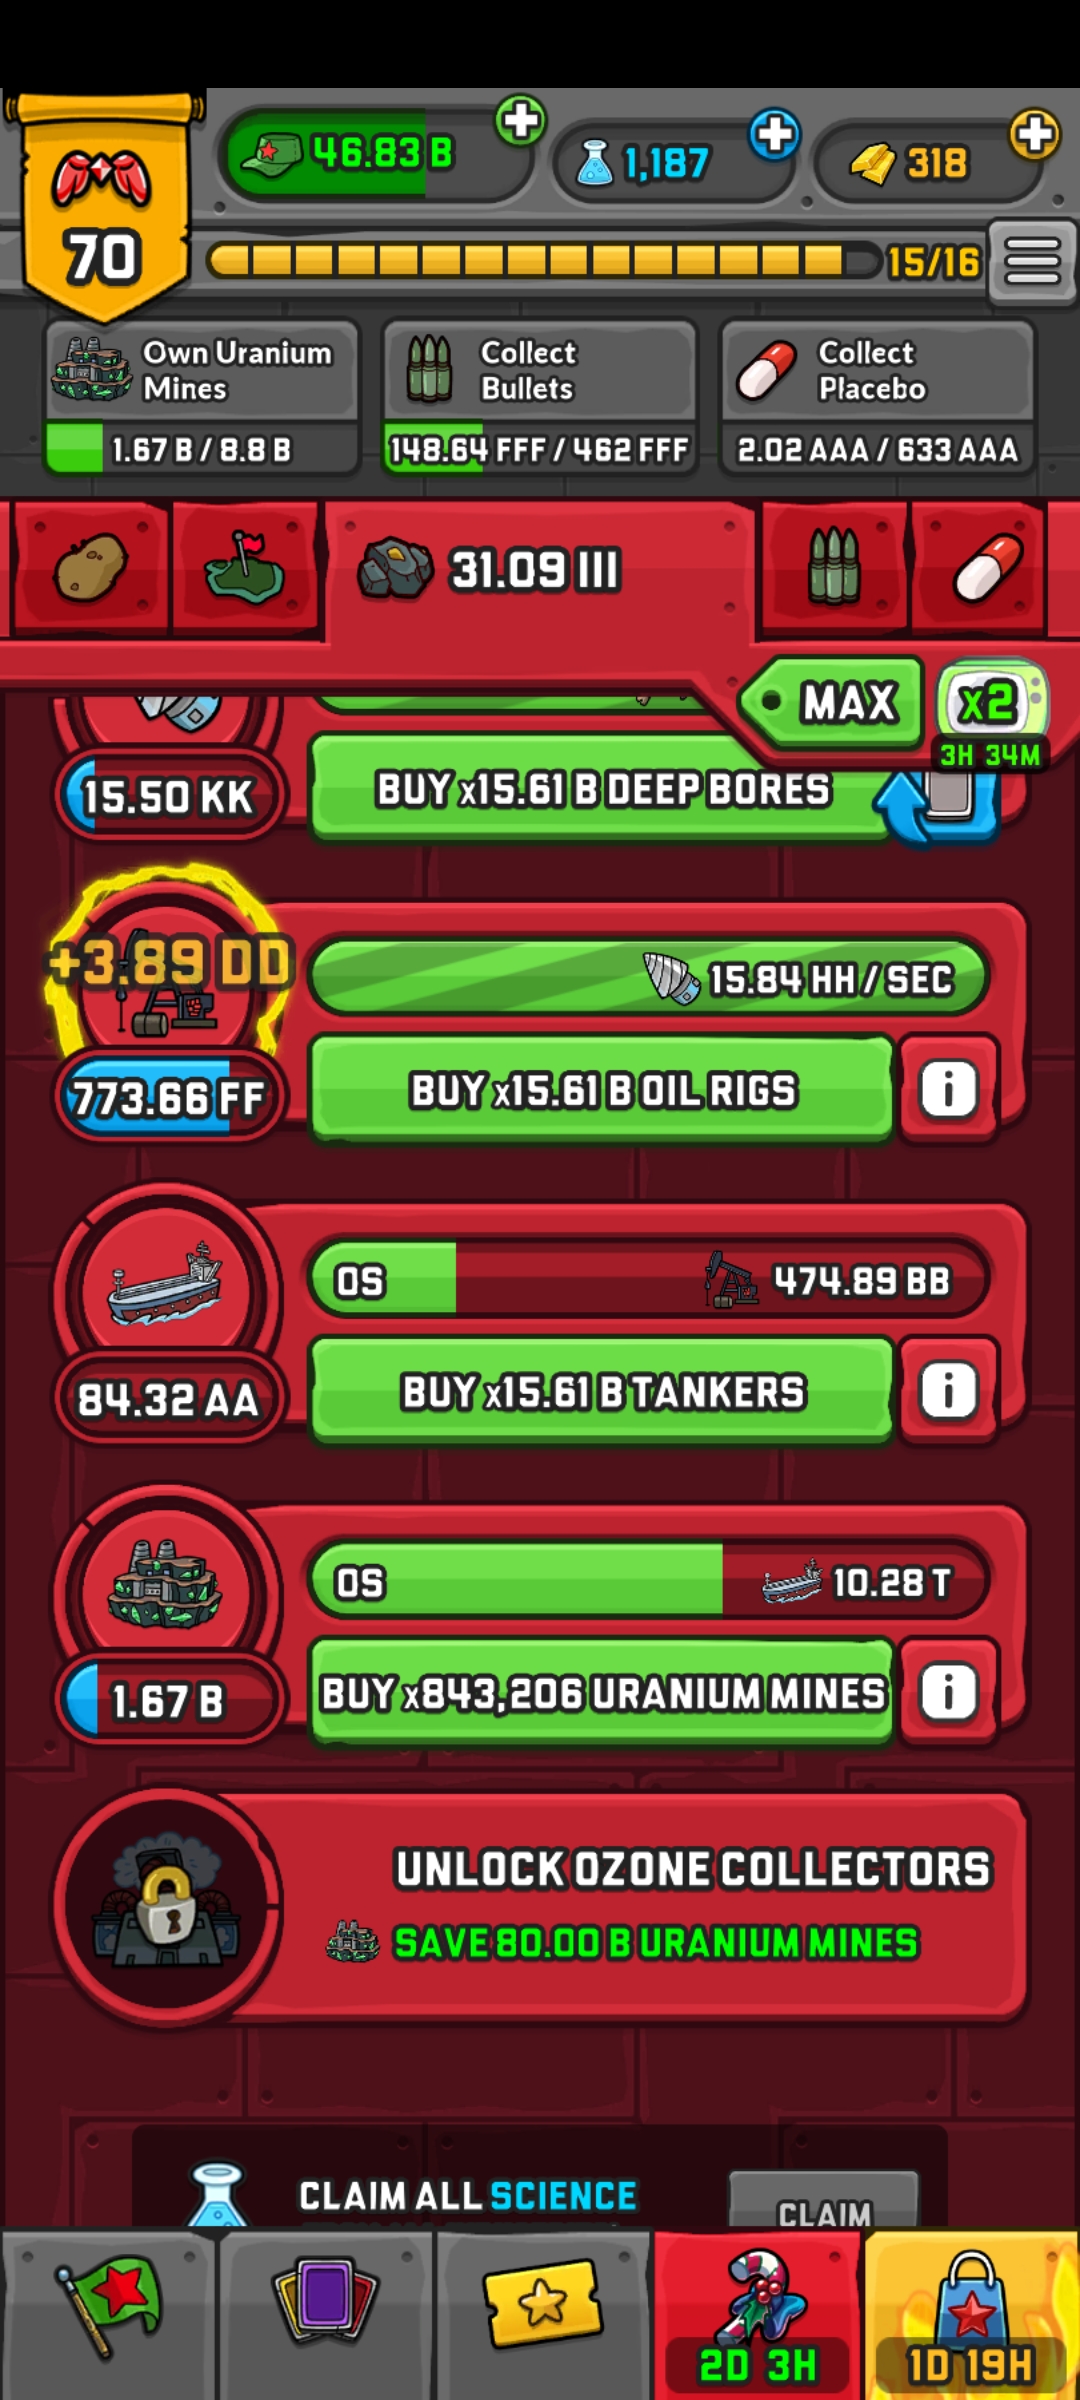 46.83 B
1,187
318
70
15/16
Own Uranium
Mines
1.67 B / 8.8 B
Collect
Bullets
148.64 FFF / 462 FFF
Collect
Placebo
2.02 AAA / 633 AAA
31.09 III
MAX
x2
3H 34M
15.50 KK
BUY x15.61 B DEEP BORES
+3.89 DD
15.84 HH / SEC
773.66 FF
BUY x15.61 B OIL RIGS
i
0S
474.89 BB
84.32 AA
BUY x15.61 B TANKERS
i
0S
10.28 T
1.67 B
BUY x843,206 URANIUM MINES
i
UNLOCK OZONE COLLECTORS
SAVE 80.00 B URANIUM MINES
CLAIM ALL SCIENCE
CLAIM
2D 3H
1D 19H